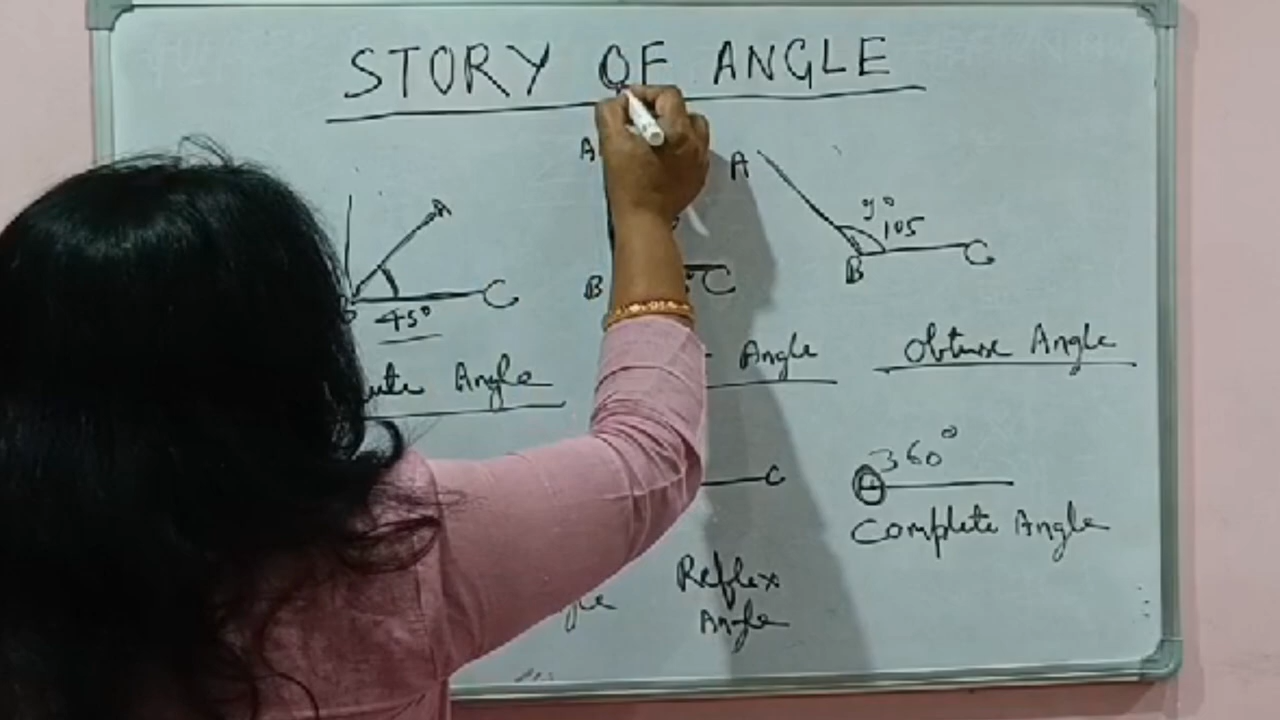 STORY OF ANGLE
A
A
A
90
105
B
C
B
C
C
45°
Angle
Angle
Obtuse Angle
360°
C
Complete Angle
Reflex
Angle